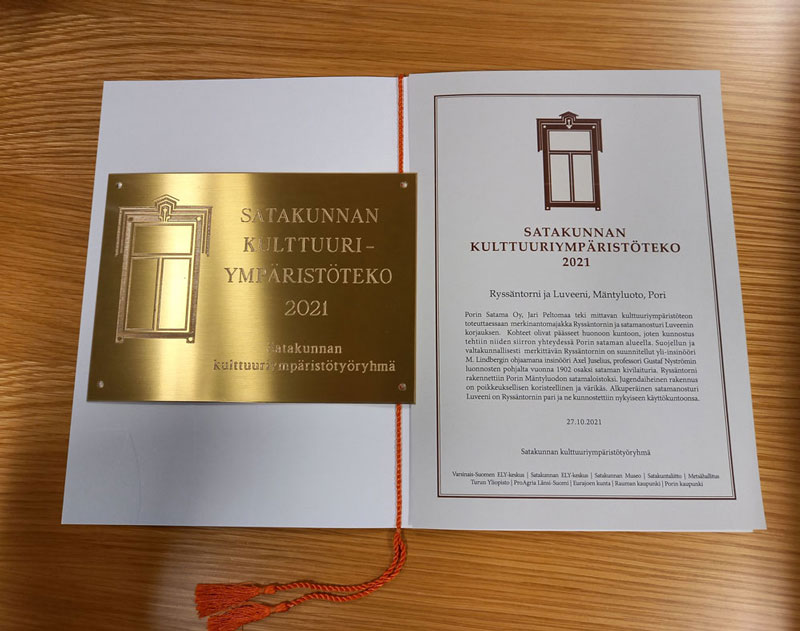 SATAKUNNAN
KULTTUURI-
YMPÄRISTÖTEKO
2021
Satakunnan
kulttuuriympäristötyöryhmä
SATAKUNNAN
KULTTUURIYMPÄRISTÖTEKO
2021
Ryssäntorni ja Luveeni, Mäntyluoto, Pori
Porin Satama Oy, Jari Peltomaa teki mittavan kulttuuriympäristöteon
toteuttaessaan merkinantomajakka Ryssäntornin ja satamanosturi Luveenin
korjauksen. Kohteet olivat päässeet huonoon kuntoon, joten kunnostus
tehtiin niiden siirron yhteydessä Porin sataman alueella. Suojellun ja
valtakunnallisesti merkittävän Ryssäntornin on suunnitellut yli-insinööri
M. Lindbergin ohjaamana insinööri Axel Juselius, professori Gustaf Nyströmin
luonnosten pohjalta vuonna 1902 osaksi sataman kivilaituria. Ryssäntorni
rakennettiin Porin Mäntyluodon satamaloistoksi. Jugendaiheinen rakennus
on poikkeuksellisen koristeellinen ja värikäs. Alkuperäinen satamanosturi
Luveeni on Ryssäntornin pari ja ne kunnostettiin nykyiseen käyttökuntoonsa.
27.10.2021
Satakunnan kulttuuriympäristötyöryhmä
Varsinais-Suomen ELY-keskus | Satakunnan ELY-keskus | Satakunnan Museo | Satakuntaliitto | Metsähallitus
Turun Yliopisto | ProAgria Länsi-Suomi | Eurajoen kunta | Rauman kaupunki | Porin kaupunki